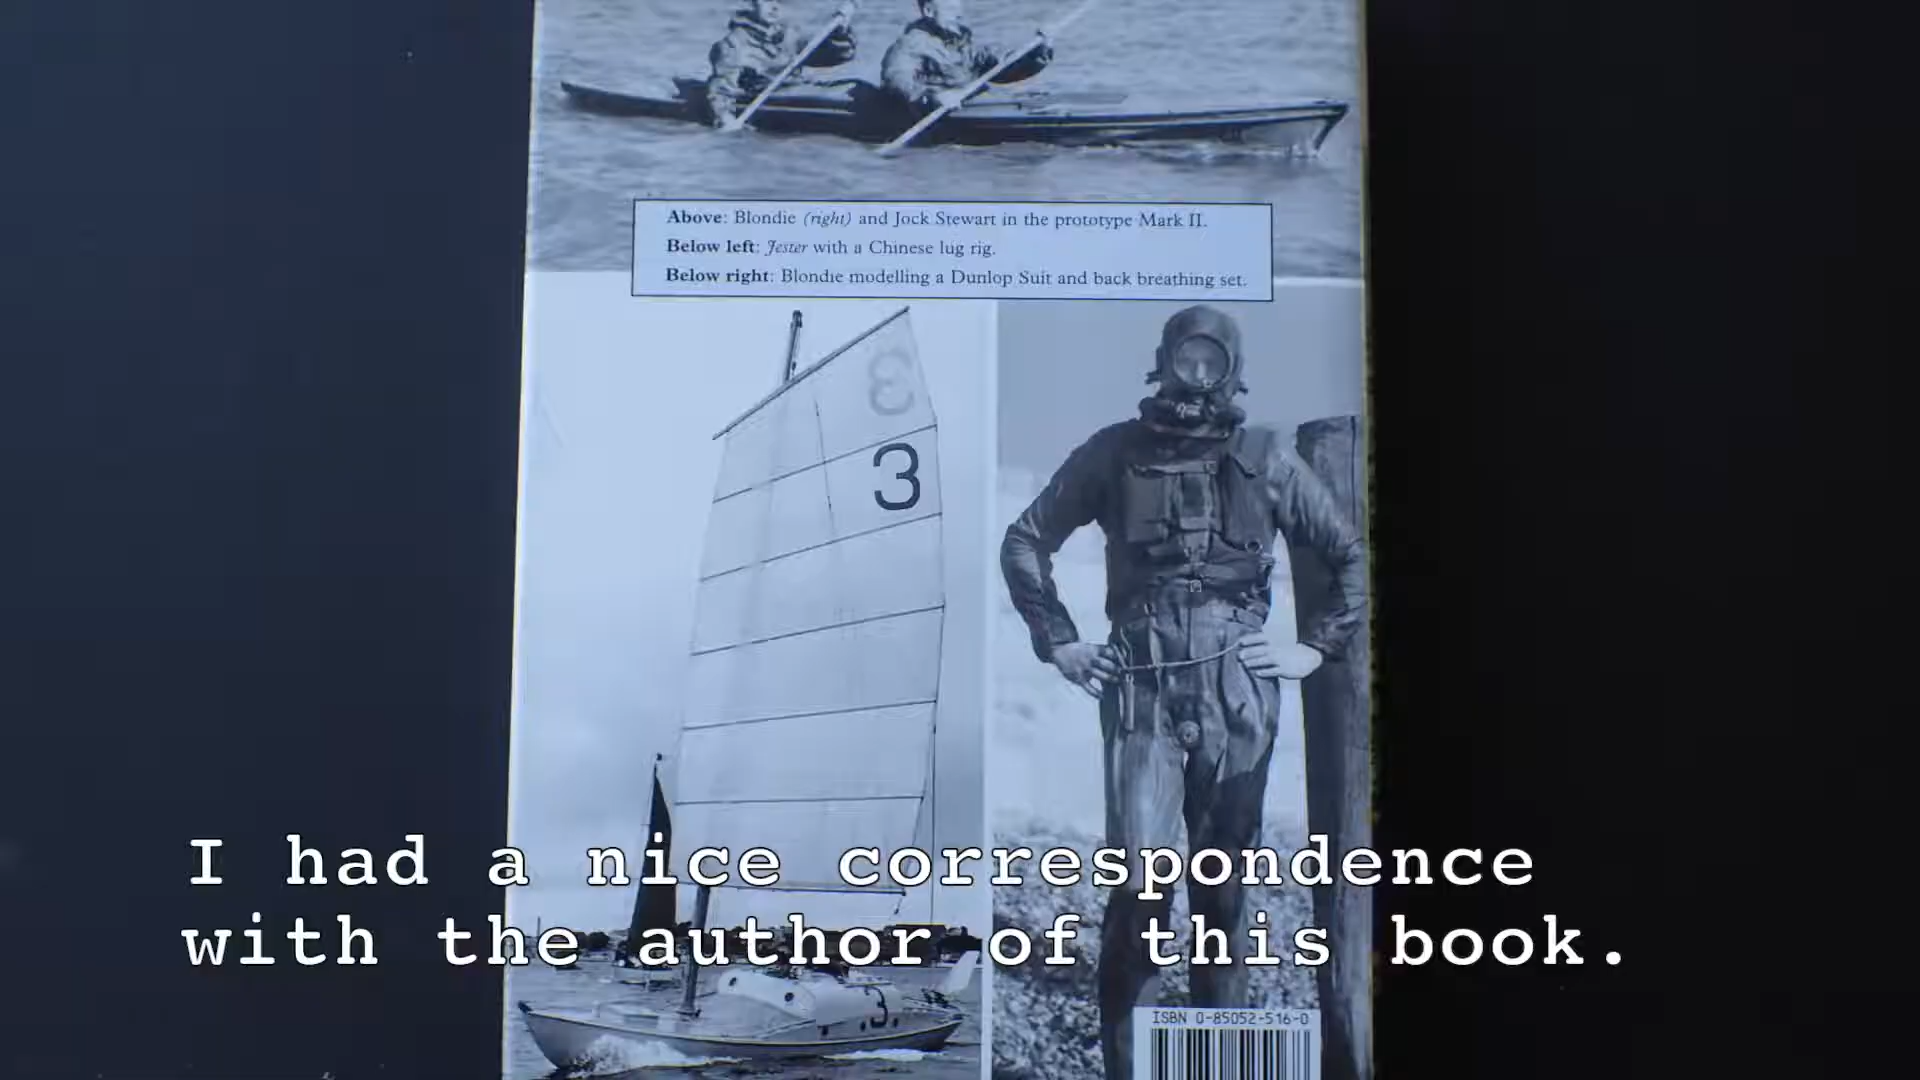 Above: Blondie (right) and Jock Stewart in the prototype Mark II.
Below left: Jester with a Chinese lug rig.
Below right: Blondie modelling a Dunlop Suit and back breathing set.
3
3
I had a nice correspondence
with the author of this book.
.3.
ISBN 0-85052-516-0